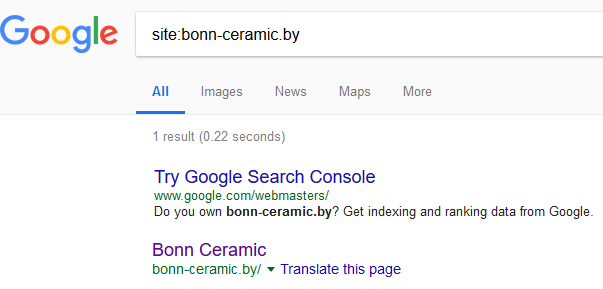 Google
site:bonn-ceramic.by
All Images News Maps More
1 result (0.22 seconds)
Try Google Search Console
www.google.com/webmasters/
Do you own bonn-ceramic.by? Get indexing and ranking data from Google.
Bonn Ceramic
bonn-ceramic.by/ ▾ Translate this page